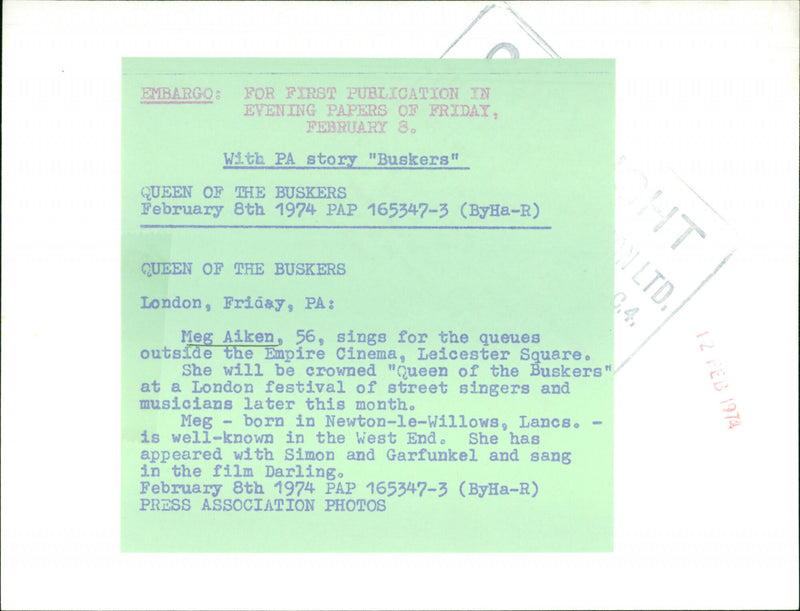 EMBARGO: FOR FIRST PUBLICATION IN
EVENING PAPERS OF FRIDAY,
FEBRUARY 8.
With PA story "Buskers"
QUEEN OF THE BUSKERS
February 8th 1974 PAP 165347-3 (ByHa-R)
QUEEN OF THE BUSKERS
London, Friday, PA:
Meg Aiken, 56, sings for the queues
outside the Empire Cinema, Leicester Square.
She will be crowned "Queen of the Buskers"
at a London festival of street singers and
musicians later this month.
Meg - born in Newton-le-Willows, Lancs. -
is well-known in the West End. She has
appeared with Simon and Garfunkel and sang
in the film Darling.
February 8th 1974 PAP 165347-3 (ByHa-R)
PRESS ASSOCIATION PHOTOS
GHT
N LTD.
C.4.
12 FEB 1974